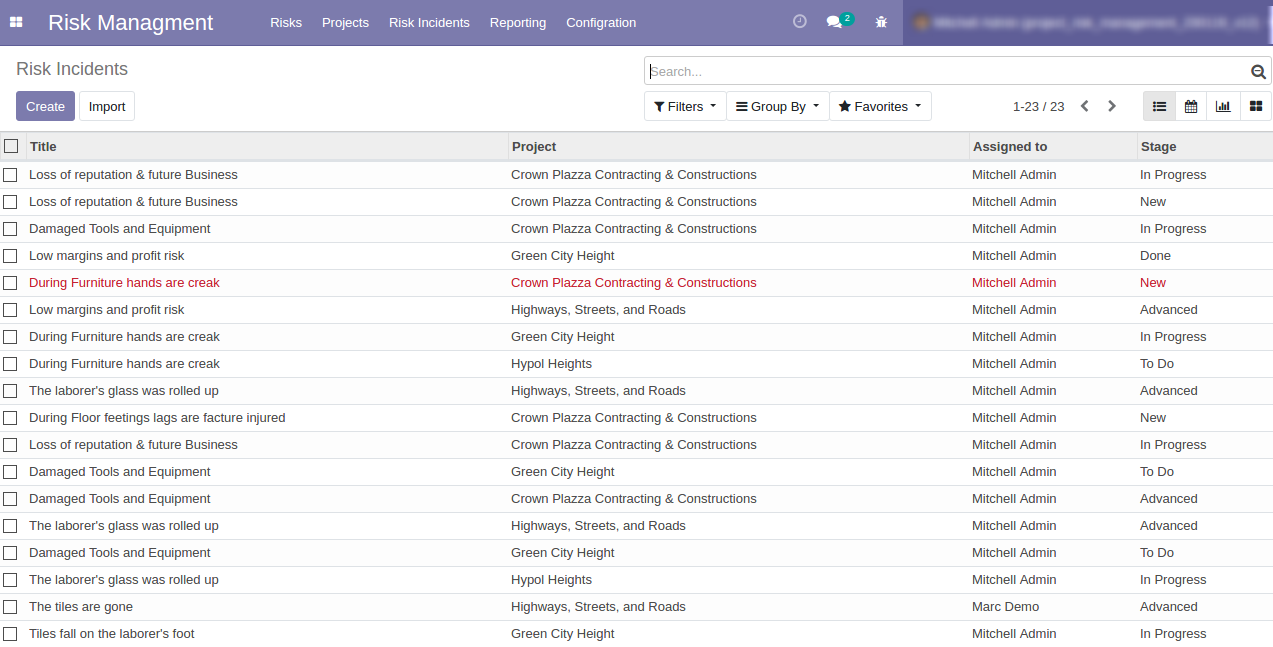 Risk Managment Risks Projects Risk Incidents Reporting Configration 2
Risk Incidents Search...
Create Import Filters Group By Favorites 1-23 / 23
Title Project Assigned to Stage
Loss of reputation & future Business Crown Plazza Contracting & Constructions Mitchell Admin In Progress
Loss of reputation & future Business Crown Plazza Contracting & Constructions Mitchell Admin New
Damaged Tools and Equipment Crown Plazza Contracting & Constructions Mitchell Admin In Progress
Low margins and profit risk Green City Height Mitchell Admin Done
During Furniture hands are creak Crown Plazza Contracting & Constructions Mitchell Admin New
Low margins and profit risk Highways, Streets, and Roads Mitchell Admin Advanced
During Furniture hands are creak Green City Height Mitchell Admin In Progress
During Furniture hands are creak Hypol Heights Mitchell Admin To Do
The laborer's glass was rolled up Highways, Streets, and Roads Mitchell Admin Advanced
During Floor feetings lags are facture injured Crown Plazza Contracting & Constructions Mitchell Admin New
Loss of reputation & future Business Crown Plazza Contracting & Constructions Mitchell Admin In Progress
Damaged Tools and Equipment Green City Height Mitchell Admin To Do
Damaged Tools and Equipment Crown Plazza Contracting & Constructions Mitchell Admin Advanced
The laborer's glass was rolled up Highways, Streets, and Roads Mitchell Admin Advanced
Damaged Tools and Equipment Green City Height Mitchell Admin To Do
The laborer's glass was rolled up Hypol Heights Mitchell Admin In Progress
The tiles are gone Highways, Streets, and Roads Marc Demo Advanced
Tiles fall on the laborer's foot Green City Height Mitchell Admin In Progress